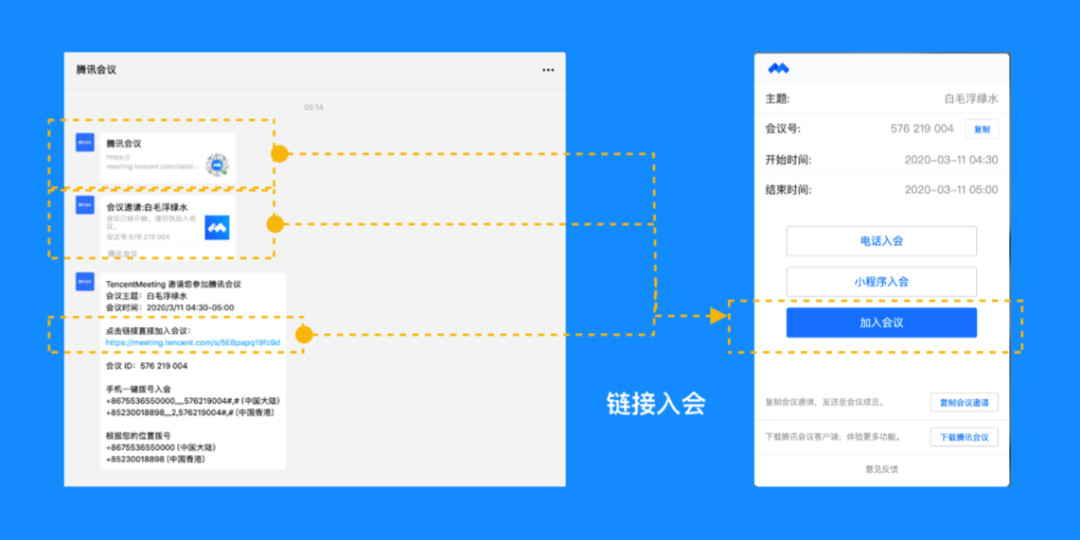 腾讯会议
05:14
腾讯会议
https://
meeting.tencent.com/detai...
会议邀请:白毛浮绿水
会议已经开始，请尽快加入会
议。
会议号:576 219 004
腾讯会议
TencentMeeting 邀请您参加腾讯会议
会议主题：白毛浮绿水
会议时间：2020/3/11 04:30-05:00
点击链接直接加入会议：
https://meeting.tencent.com/s/5EBpapq19fc9d
会议 ID：576 219 004
手机一键拨号入会
+8675536550000,,,,576219004#,# (中国大陆)
+85230018898,,,2,576219004#,# (中国香港)
根据您的位置拨号
+8675536550000 (中国大陆)
+85230018898 (中国香港)
链接入会
主题: 白毛浮绿水
会议号: 576 219 004 复制
开始时间: 2020-03-11 04:30
结束时间: 2020-03-11 05:00
电话入会
小程序入会
加入会议
复制会议邀请，发送至会议成员。 复制会议邀请
下载腾讯会议客户端，体验更多功能。 下载腾讯会议
意见反馈